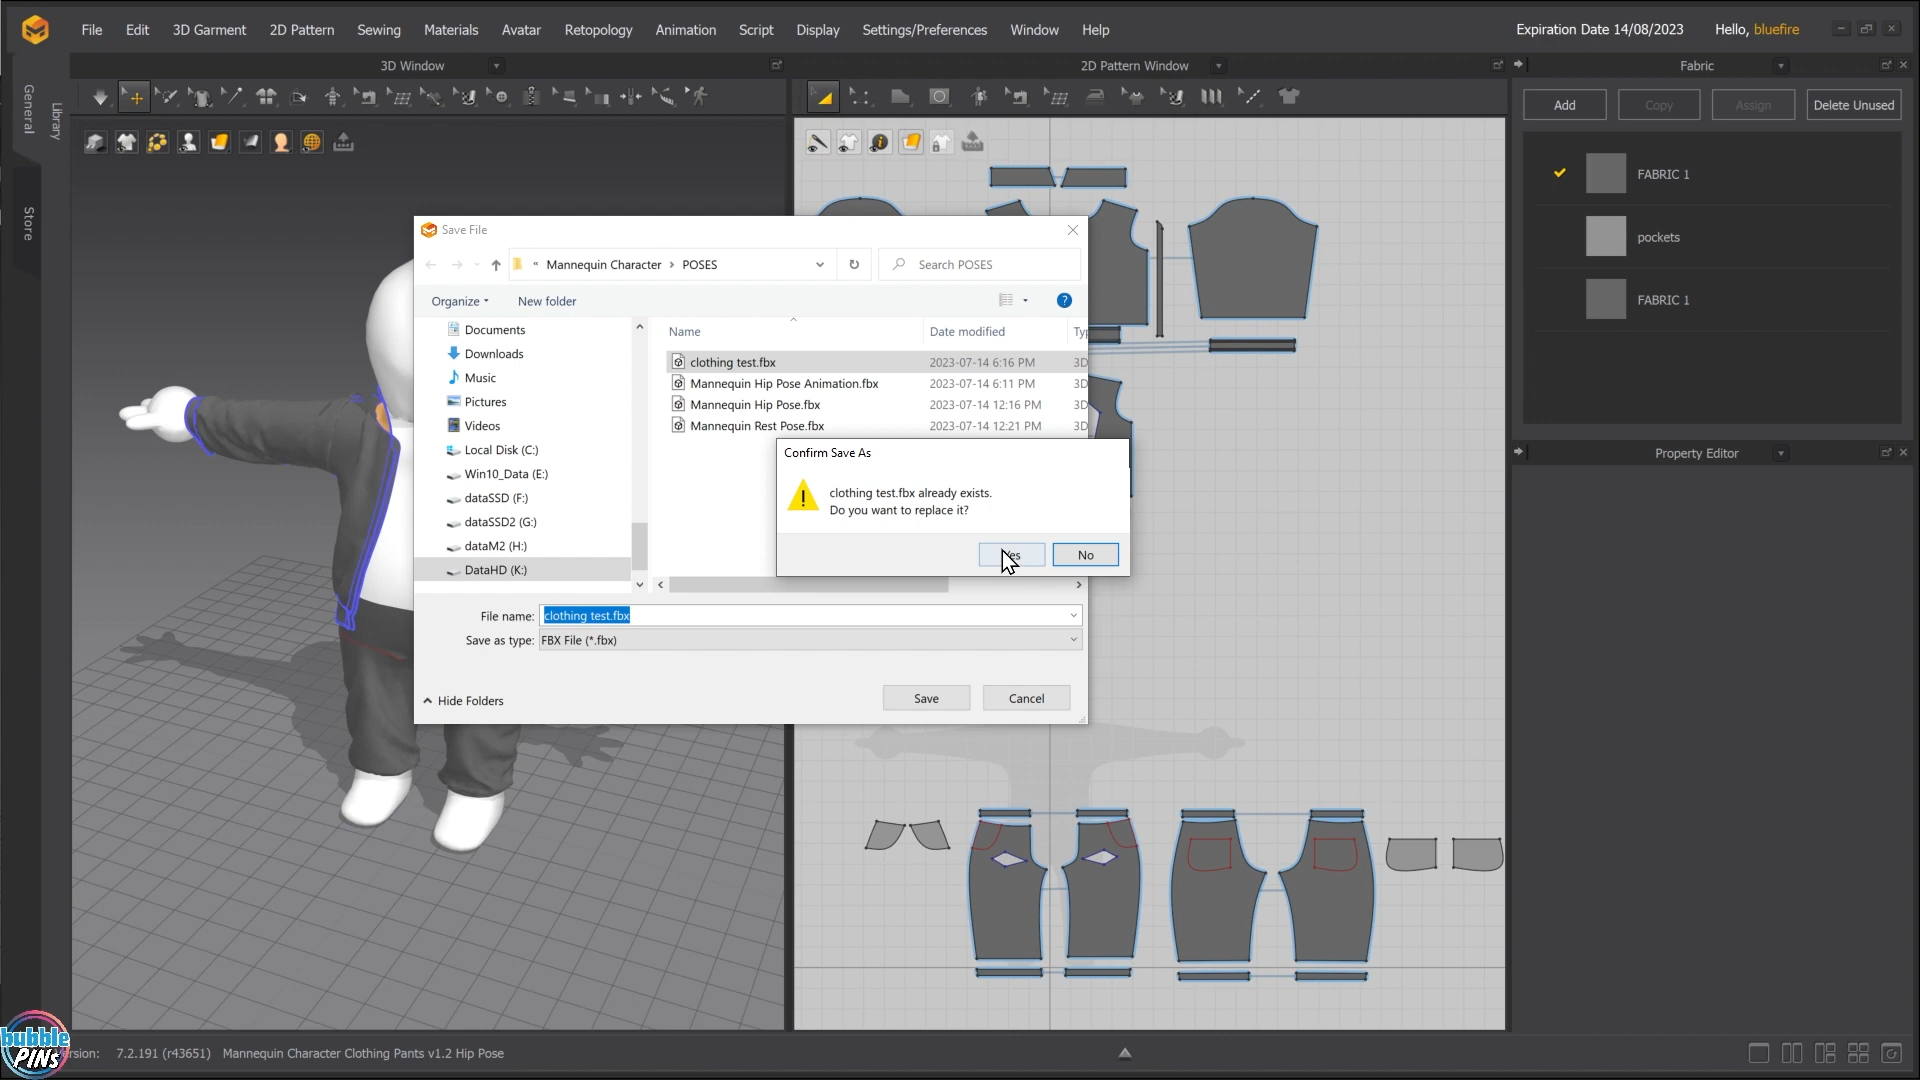 File Edit 3D Garment 2D Pattern Sewing Materials Avatar Retopology Animation Script Display Settings/Preferences Window Help
Expiration Date 14/08/2023 Hello, bluefire
3D Window
2D Pattern Window
Fabric
General
Library
Store
Add Copy Assign Delete Unused
FABRIC 1
pockets
FABRIC 1
Property Editor
Save File
« Mannequin Character › POSES
Search POSES
Organize
New folder
Documents
Downloads
Music
Pictures
Videos
Local Disk (C:)
Win10_Data (E:)
dataSSD (F:)
dataSSD2 (G:)
dataM2 (H:)
DataHD (K:)
Name Date modified
clothing test.fbx 2023-07-14 6:16 PM 3D
Mannequin Hip Pose Animation.fbx 2023-07-14 6:11 PM 3D
Mannequin Hip Pose.fbx 2023-07-14 12:16 PM 3D
Mannequin Rest Pose.fbx 2023-07-14 12:21 PM 3D
Confirm Save As
clothing test.fbx already exists.
Do you want to replace it?
No
File name: clothing test.fbx
Save as type: FBX File (*.fbx)
Hide Folders
Save
Cancel
bubble
PINS
7.2.191 (r43651) Mannequin Character Clothing Pants v1.2 Hip Pose